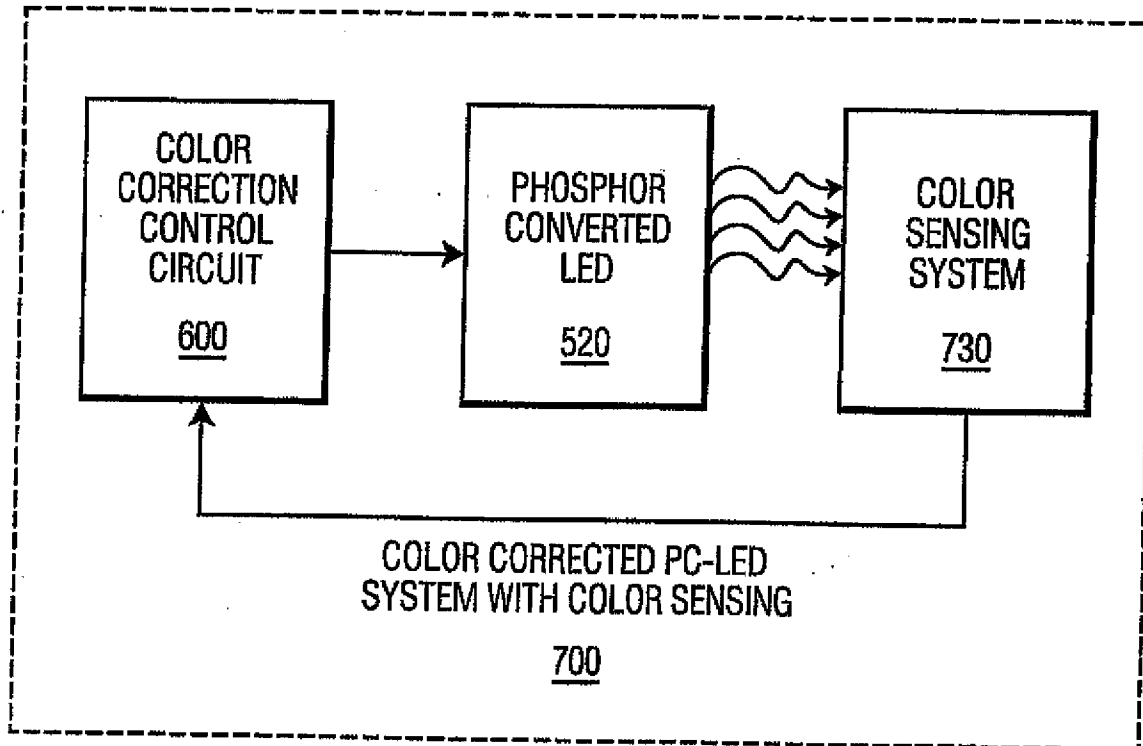 COLOR
CORRECTION
CONTROL
CIRCUIT
600
PHOSPHOR
CONVERTED
LED
520
COLOR
SENSING
SYSTEM
730
COLOR CORRECTED PC-LED
SYSTEM WITH COLOR SENSING
700